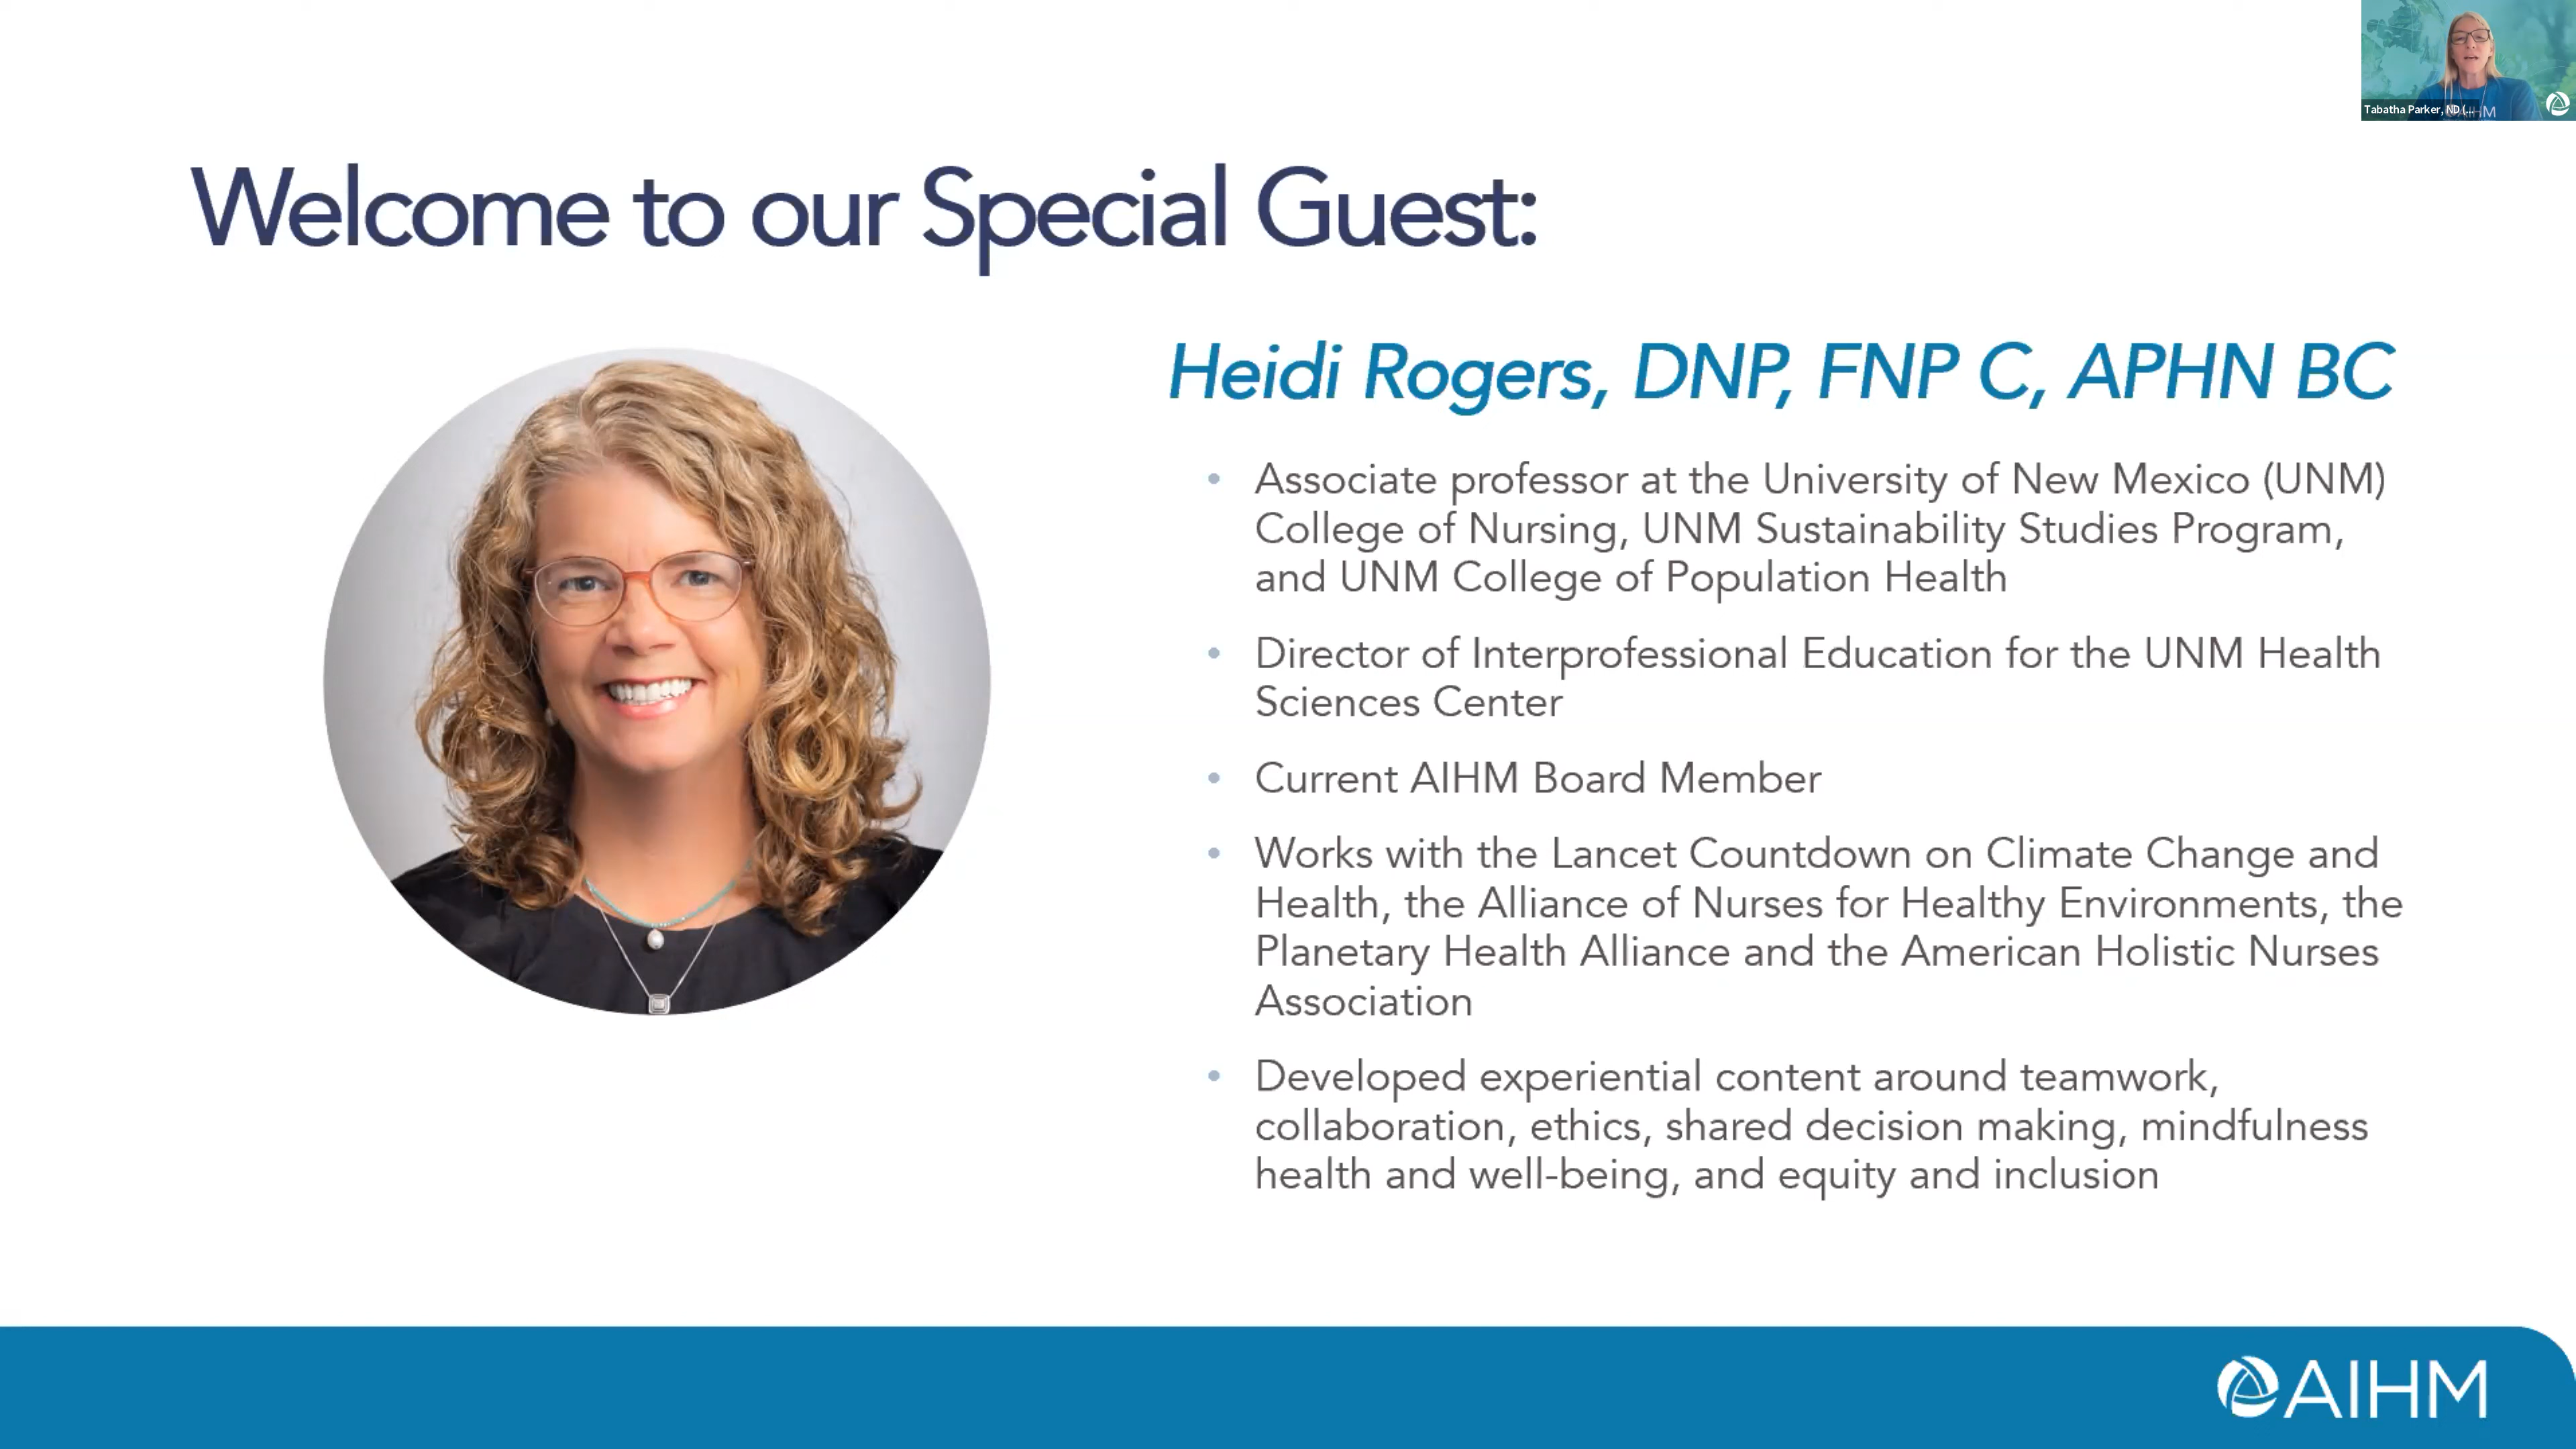 Tabatha Parker, ND (...
Welcome to our Special Guest:
Heidi Rogers, DNP, FNP C, APHN BC
• Associate professor at the University of New Mexico (UNM)
College of Nursing, UNM Sustainability Studies Program,
and UNM College of Population Health
• Director of Interprofessional Education for the UNM Health
Sciences Center
• Current AIHM Board Member
• Works with the Lancet Countdown on Climate Change and
Health, the Alliance of Nurses for Healthy Environments, the
Planetary Health Alliance and the American Holistic Nurses
Association
• Developed experiential content around teamwork,
collaboration, ethics, shared decision making, mindfulness
health and well-being, and equity and inclusion
AIHM